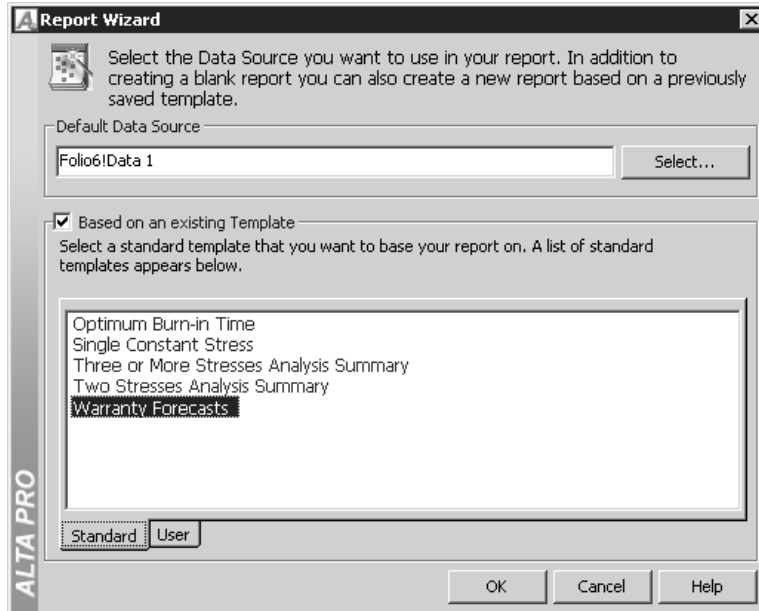 Report Wizard
Select the Data Source you want to use in your report. In addition to
creating a blank report you can also create a new report based on a previously
saved template.
Default Data Source
Folio6!Data 1
Select...
Based on an existing Template
Select a standard template that you want to base your report on. A list of standard
templates appears below.
Optimum Burn-in Time
Single Constant Stress
Three or More Stresses Analysis Summary
Two Stresses Analysis Summary
Warranty Forecasts
Standard User
ALTA PRO
OK Cancel Help